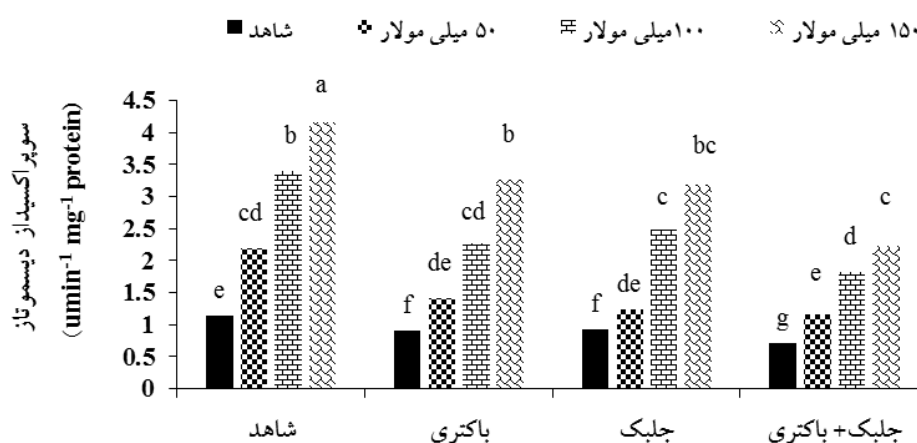 شاهد
۵۰ میلی مولار
۱۰۰میلی مولار
۱۵۰ میلی مولار
سوپراکسیداز دیسموتاز
(umin-1 mg-1 protein)
4.5
4
3.5
3
2.5
2
1.5
1
0.5
0
e
cd
b
a
f
de
cd
b
f
de
c
bc
g
e
d
c
شاهد
باکتری
جلبک
جلبک+ باکتری